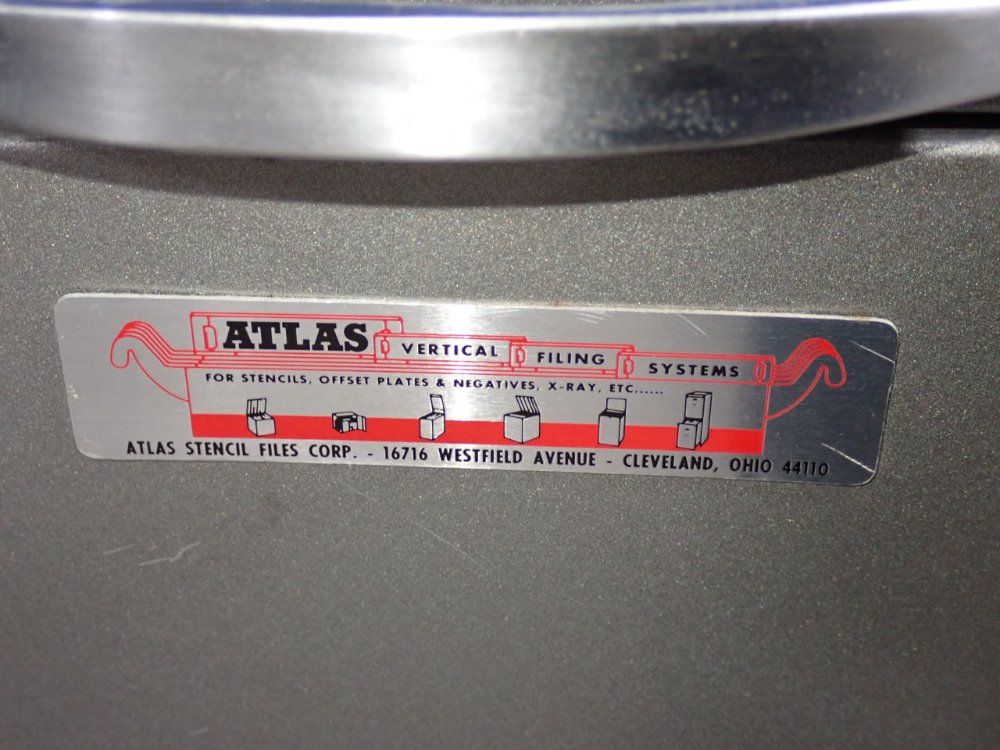 ATLAS VERTICAL FILING SYSTEMS
FOR STENCILS, OFFSET PLATES & NEGATIVES, X-RAY, ETC......
ATLAS STENCIL FILES CORP. - 16716 WESTFIELD AVENUE - CLEVELAND, OHIO 44110